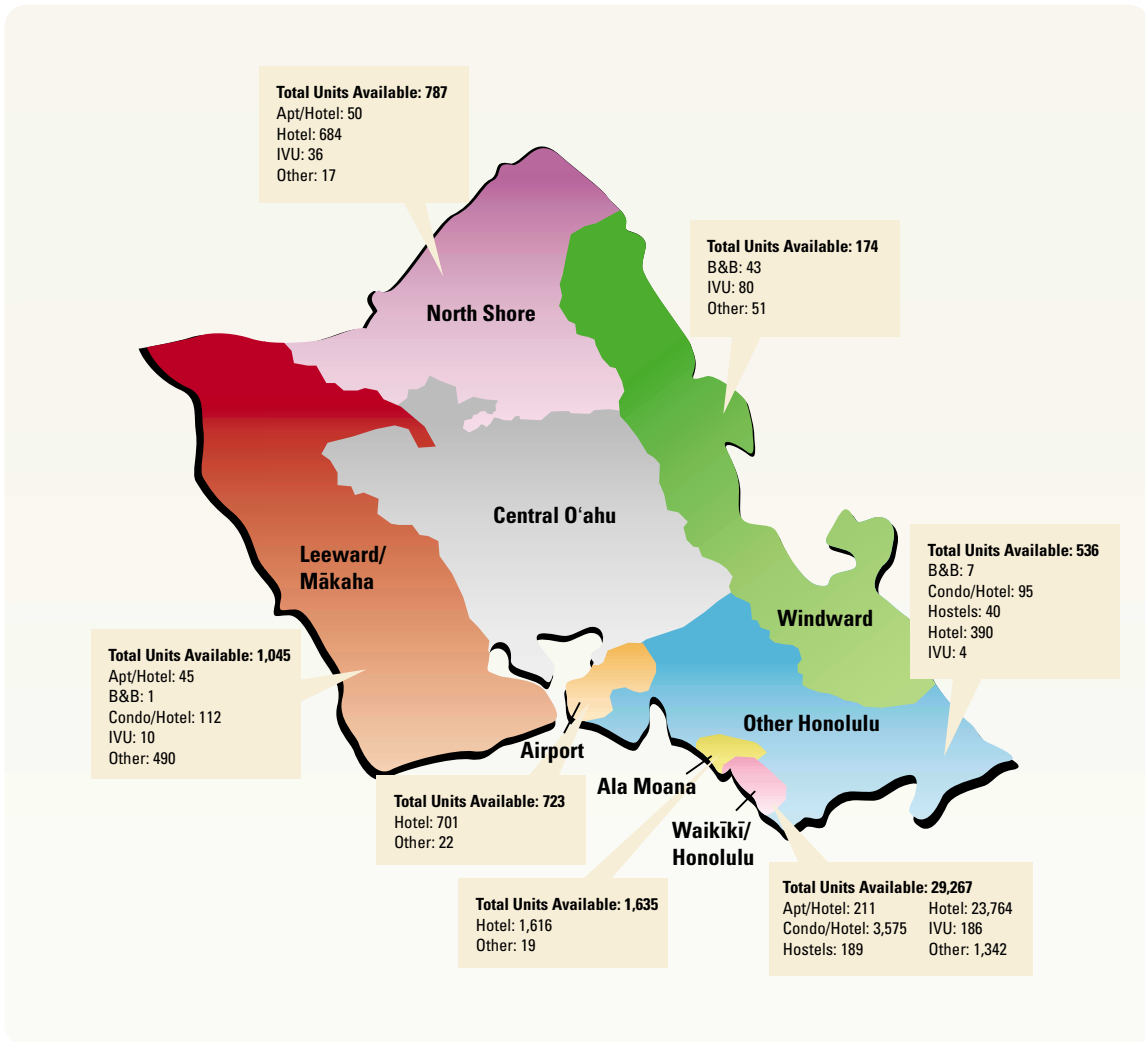 Total Units Available: 787
Apt/Hotel: 50
Hotel: 684
IVU: 36
Other: 17
Total Units Available: 174
B&B: 43
IVU: 80
Other: 51
North Shore
Central Oʻahu
Leeward/
Mākaha
Windward
Total Units Available: 536
B&B: 7
Condo/Hotel: 95
Hostels: 40
Hotel: 390
IVU: 4
Total Units Available: 1,045
Apt/Hotel: 45
B&B: 1
Condo/Hotel: 112
IVU: 10
Other: 490
Other Honolulu
Airport
Ala Moana
Waikīkī/
Honolulu
Total Units Available: 723
Hotel: 701
Other: 22
Total Units Available: 1,635
Hotel: 1,616
Other: 19
Total Units Available: 29,267
Apt/Hotel: 211 Hotel: 23,764
Condo/Hotel: 3,575 IVU: 186
Hostels: 189 Other: 1,342